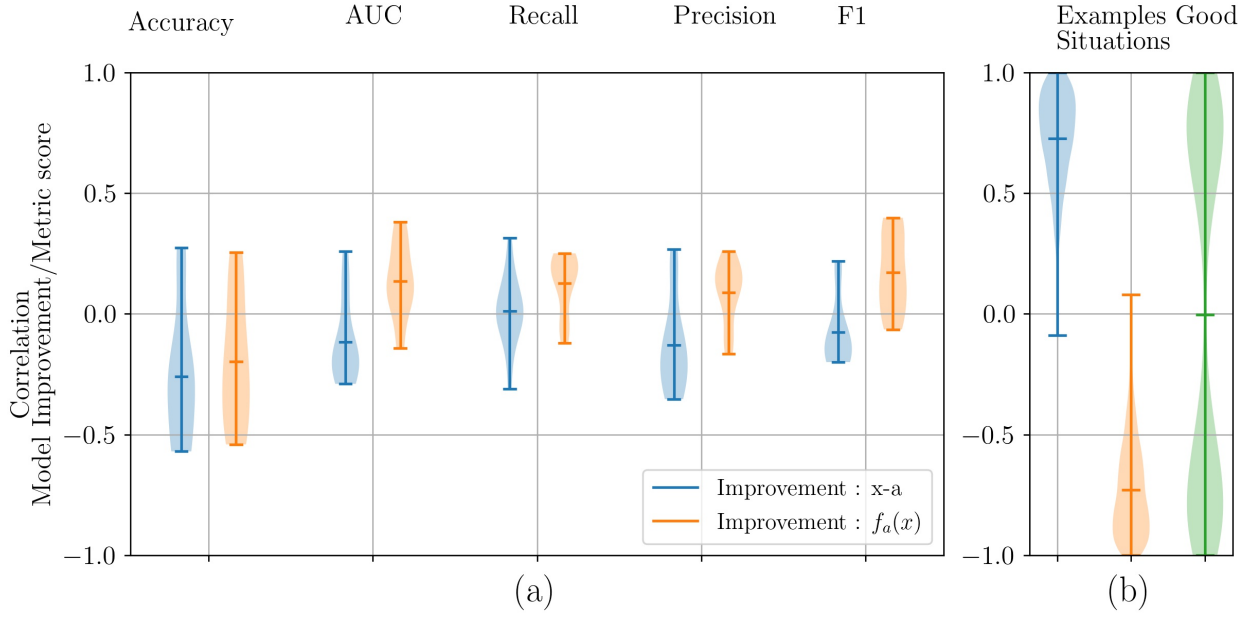 Accuracy AUC Recall Precision F1 Examples Good
Situations
Correlation
Model Improvement/Metric score
1.0
0.5
0.0
−0.5
−1.0
Improvement : x-a
Improvement : f_a(x)
(a)
1.0
0.5
0.0
−0.5
−1.0
(b)